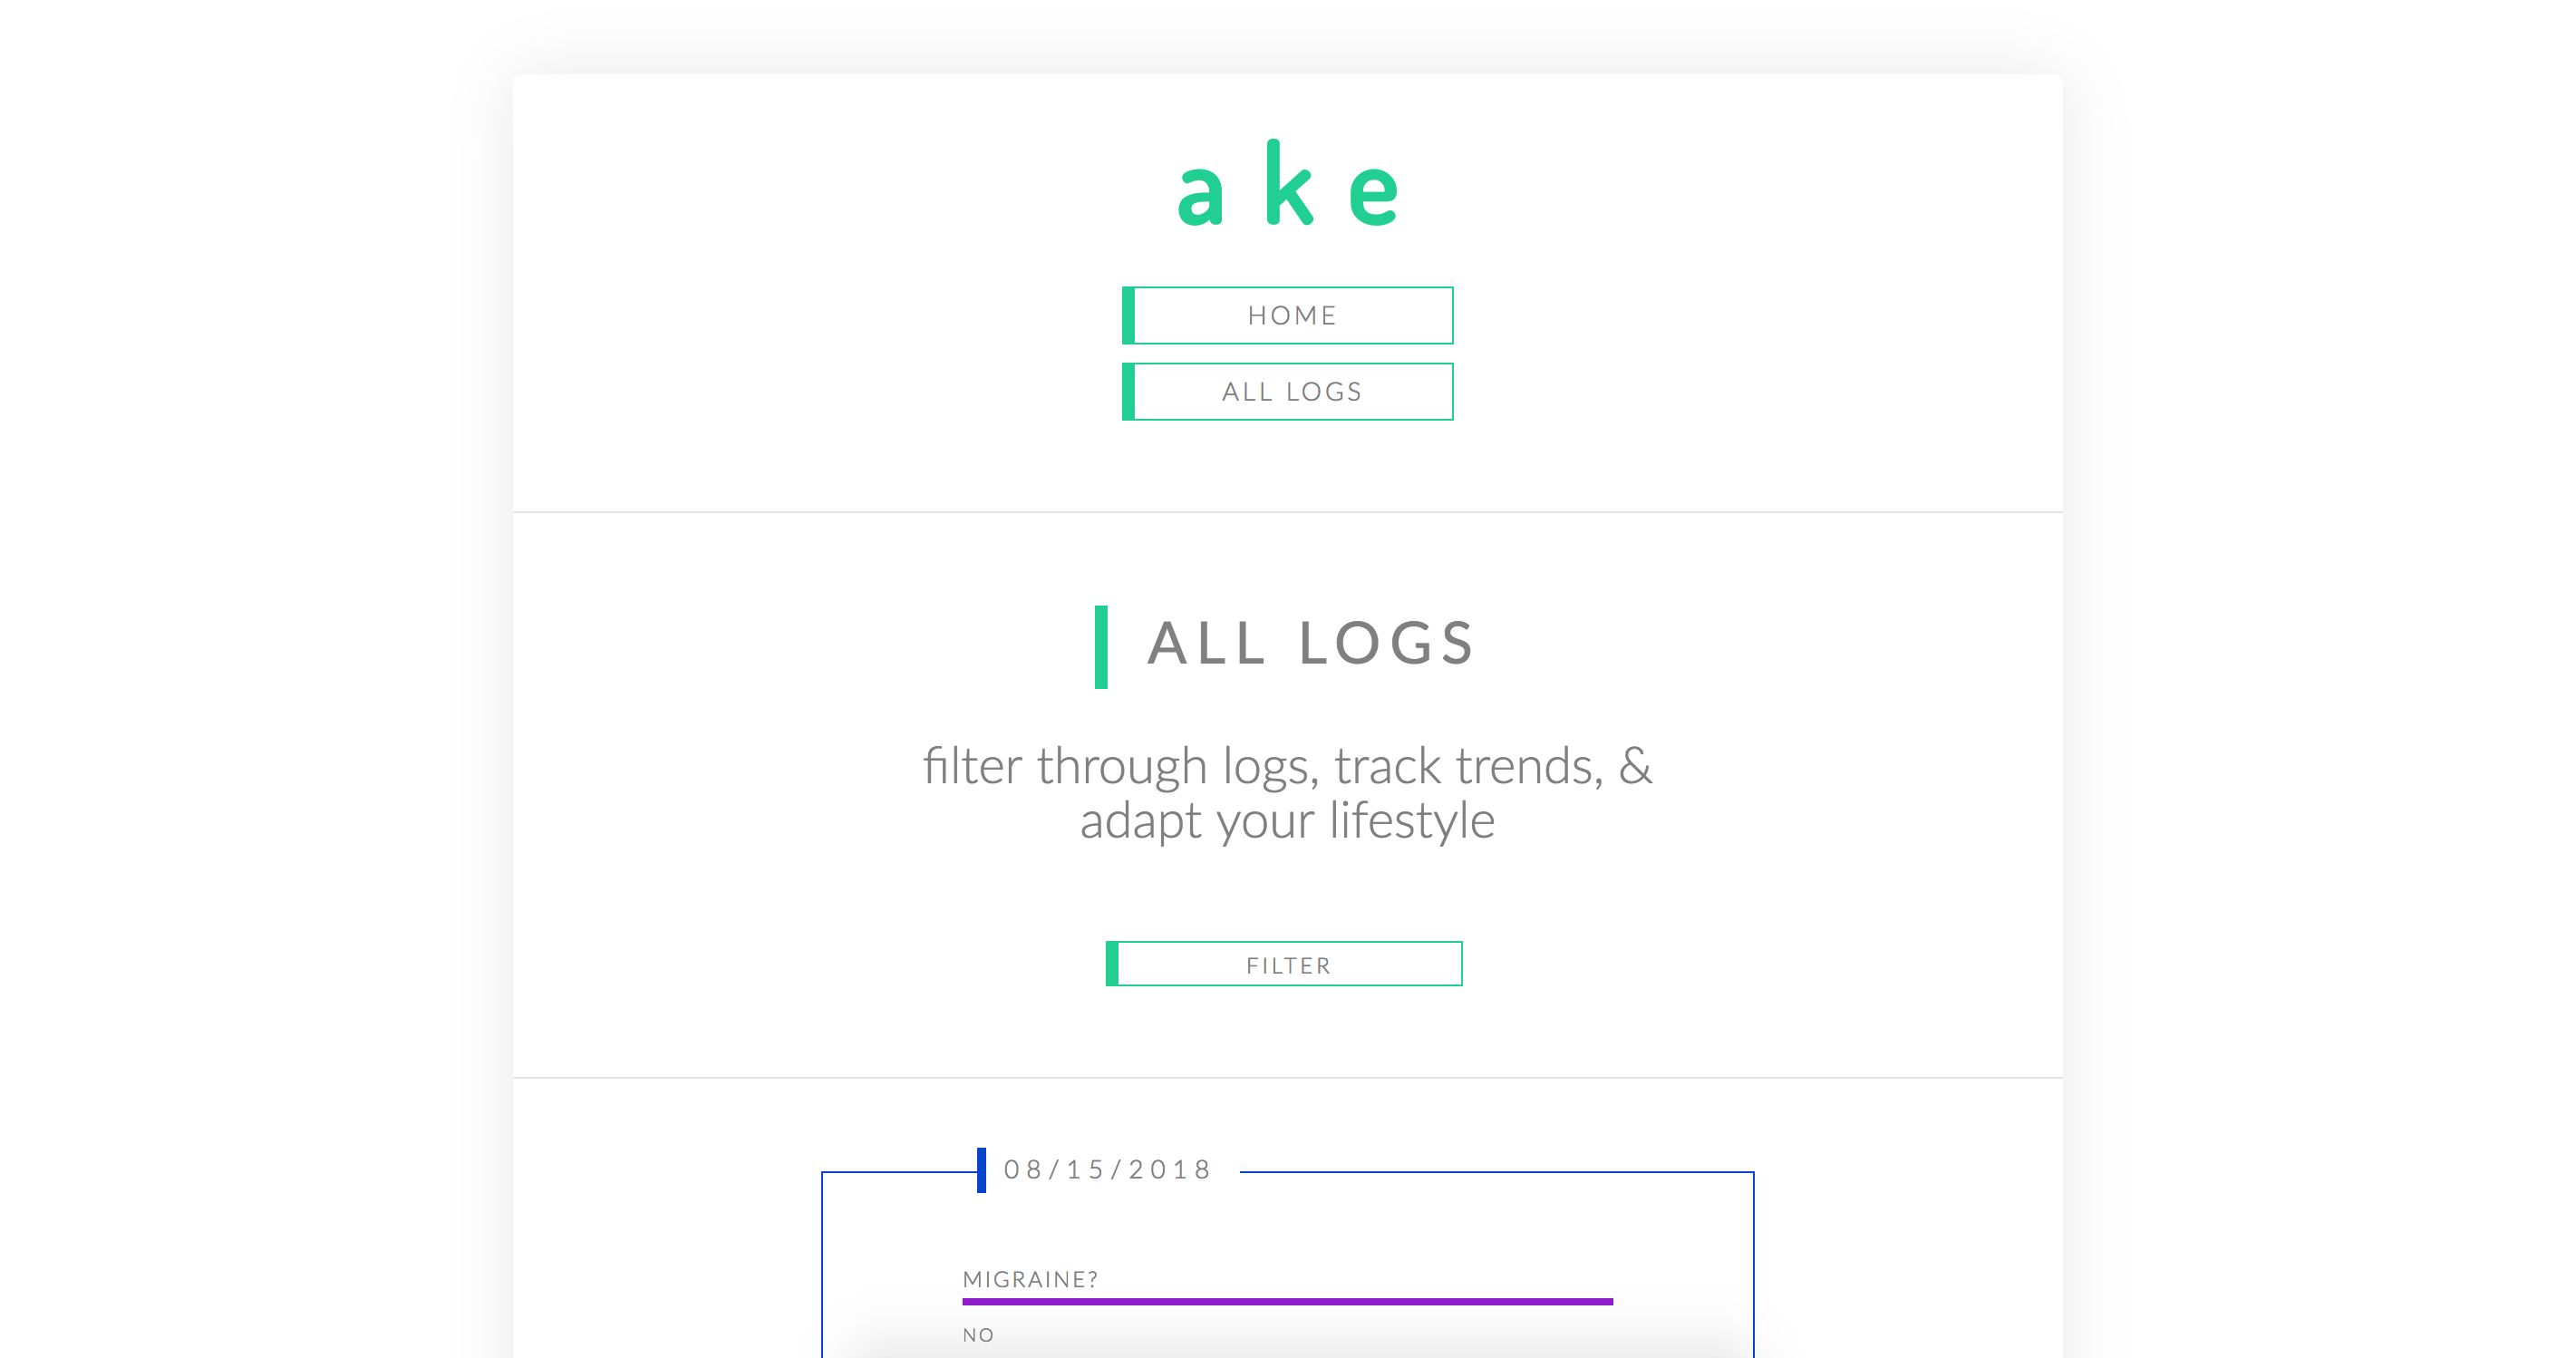 ake
HOME
ALL LOGS
ALL LOGS
filter through logs, track trends, &
adapt your lifestyle
FILTER
08/15/2018
MIGRAINE?
NO